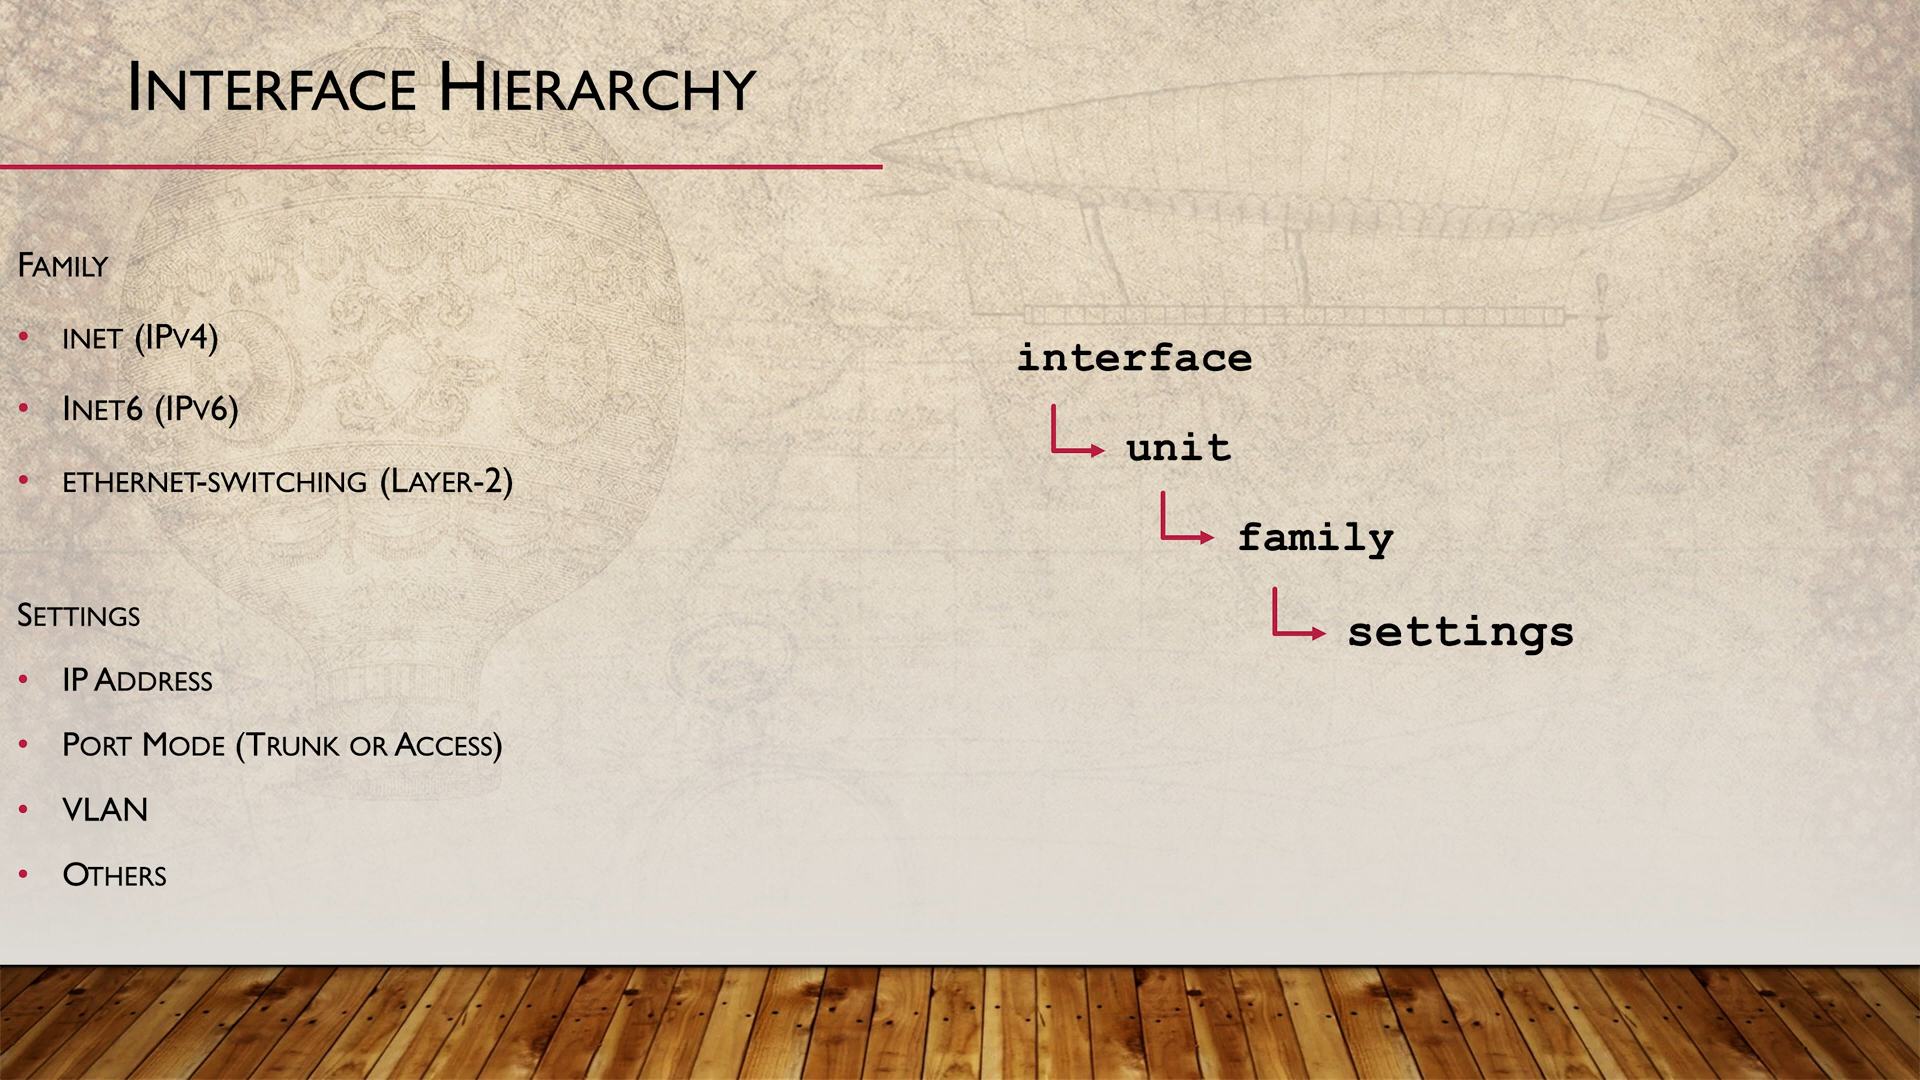 Interface Hierarchy
Family
inet (IPv4)
Inet6 (IPv6)
ethernet-switching (Layer-2)
Settings
IP Address
Port Mode (Trunk or Access)
VLAN
Others
interface
unit
family
settings